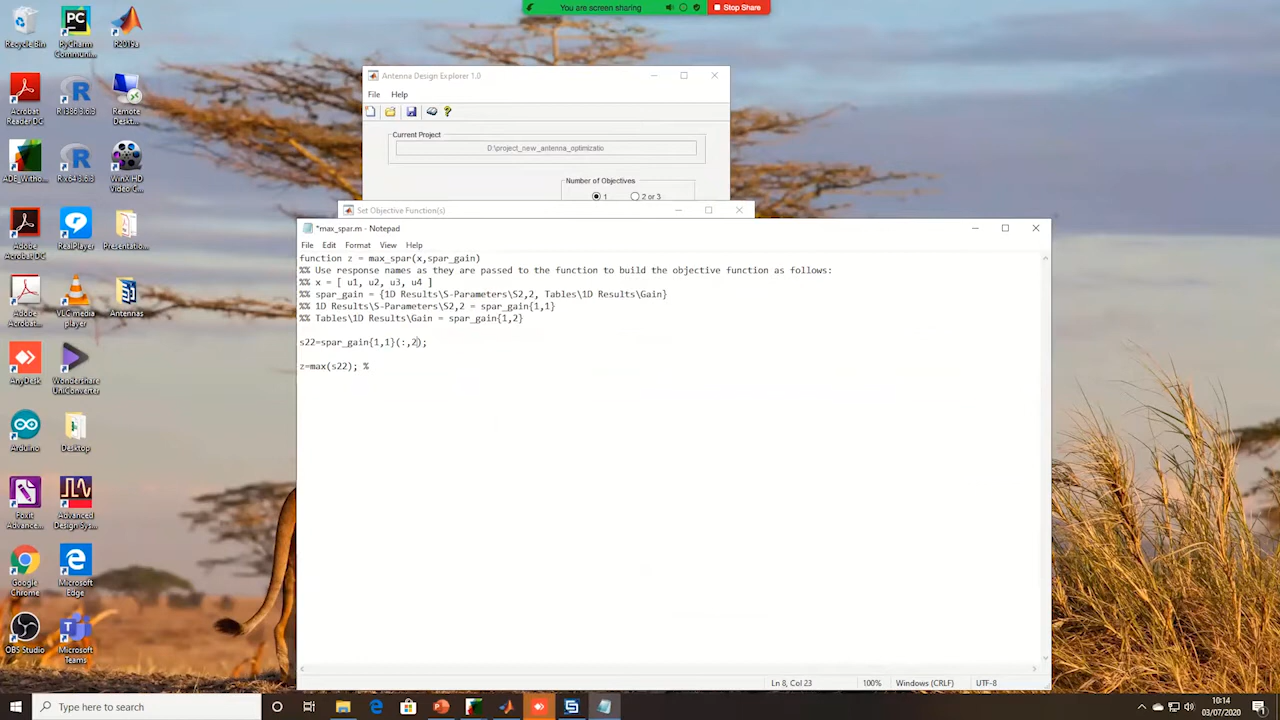 You are screen sharing
Stop Share
Recycle Bin
PyCharm
Communi...
R2019a
Acrobat
Reader DC
R i386 3.6.3
Remote
Deskt...
ADE_Witho...
R x64 3.6.3
HD
Video C...
Adobe
Acrobat DC
RealPlayer
Presentatio...
Adobe
Acrobat...
VLC media
player
Antennas
AnyDesk
Wondershare
UniConverter
Arduino
Desktop
Foxit
Advanced...
Advanced
Design Sys...
Google
Chrome
Microsoft
Edge
OBS Studio
Microsoft
Teams
Antenna Design Explorer 1.0
File Help
Current Project
D:\project_new_antenna_optimizatio
Number of Objectives
1 2 or 3
Set Objective Function(s)
*max_spar.m - Notepad
File Edit Format View Help
function z = max_spar(x,spar_gain)
%% Use response names as they are passed to the function to build the objective function as follows:
%% x = [ u1, u2, u3, u4 ]
%% spar_gain = {1D Results\S-Parameters\S2,2, Tables\1D Results\Gain}
%% 1D Results\S-Parameters\S2,2 = spar_gain{1,1}
%% Tables\1D Results\Gain = spar_gain{1,2}
s22=spar_gain{1,1}(:,2);
z=max(s22); %
Ln 8, Col 23 100% Windows (CRLF) UTF-8
Type here to search
10:14
03/07/2020